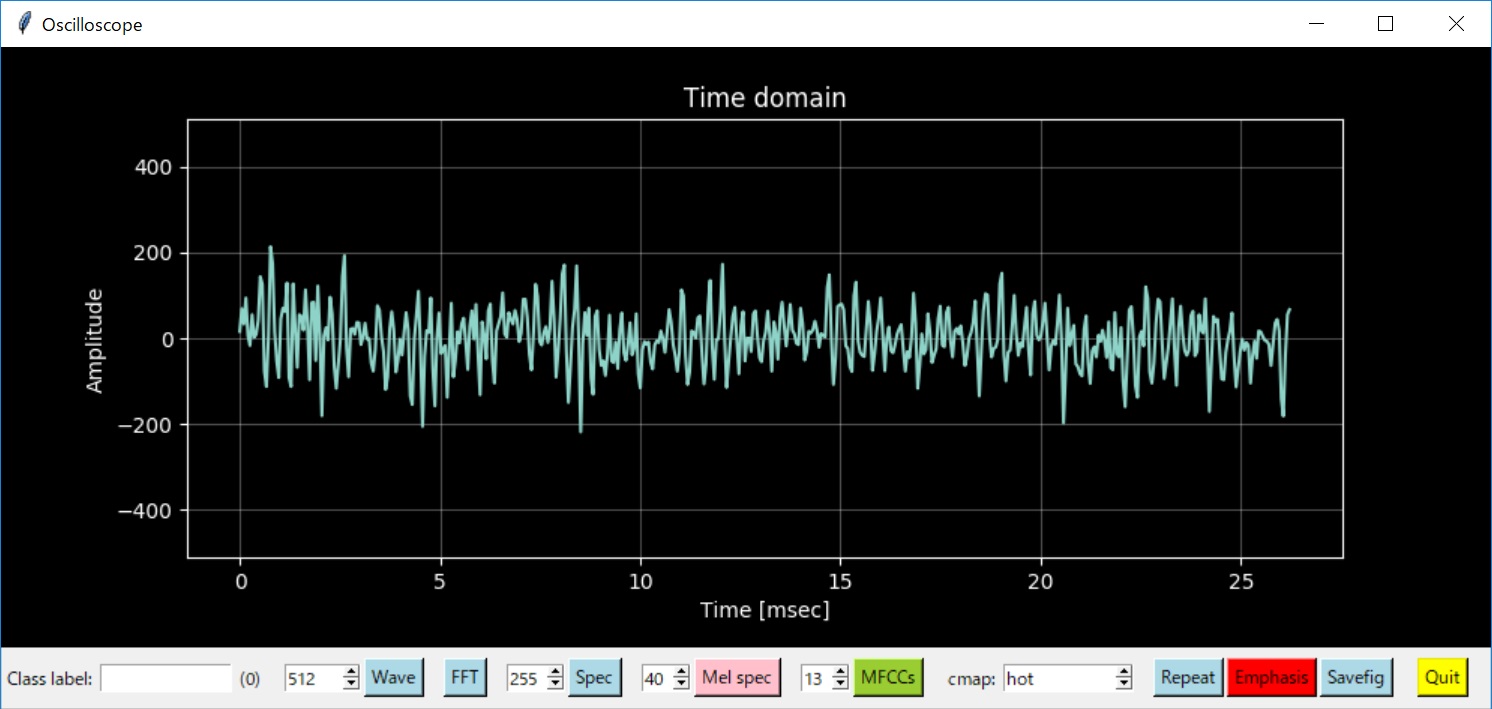 Oscilloscope
Time domain
400
200
0
−200
−400
Amplitude
0 5 10 15 20 25
Time [msec]
Class label: (0) 512 Wave FFT 255 Spec 40 Mel spec 13 MFCCs cmap: hot Repeat Emphasis Savefig Quit